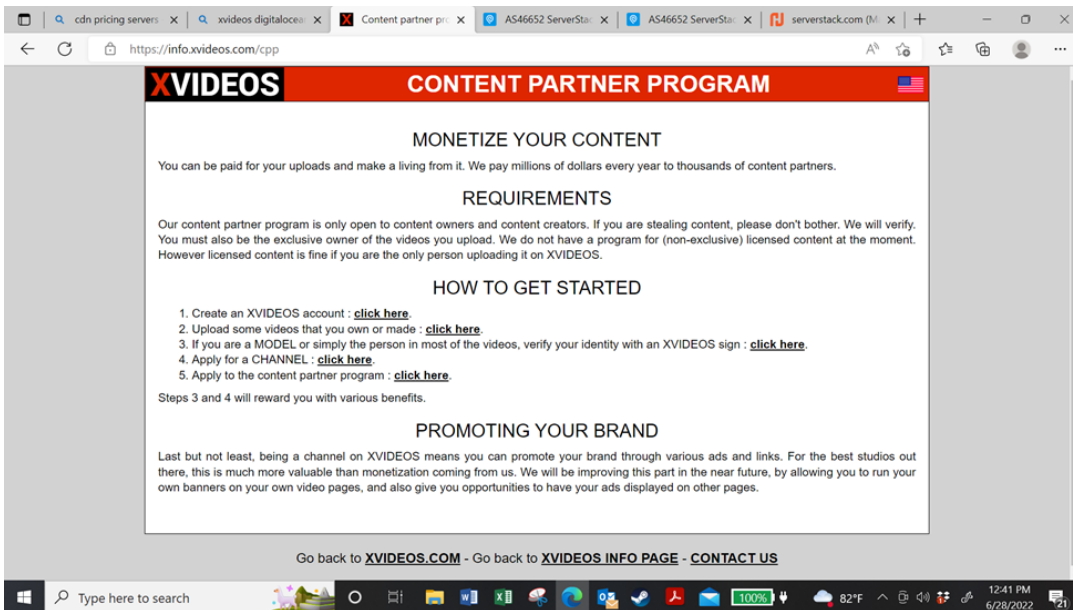 cdn pricing servers
xvideos digitalocea
Content partner pro
AS46652 ServerStac
AS46652 ServerStac
serverstack.com (M
https://info.xvideos.com/cpp
XVIDEOS
CONTENT PARTNER PROGRAM
MONETIZE YOUR CONTENT
You can be paid for your uploads and make a living from it. We pay millions of dollars every year to thousands of content partners.
REQUIREMENTS
Our content partner program is only open to content owners and content creators. If you are stealing content, please don't bother. We will verify.
You must also be the exclusive owner of the videos you upload. We do not have a program for (non-exclusive) licensed content at the moment.
However licensed content is fine if you are the only person uploading it on XVIDEOS.
HOW TO GET STARTED
1. Create an XVIDEOS account : click here.
2. Upload some videos that you own or made : click here.
3. If you are a MODEL or simply the person in most of the videos, verify your identity with an XVIDEOS sign : click here.
4. Apply for a CHANNEL : click here.
5. Apply to the content partner program : click here.
Steps 3 and 4 will reward you with various benefits.
PROMOTING YOUR BRAND
Last but not least, being a channel on XVIDEOS means you can promote your brand through various ads and links. For the best studios out
there, this is much more valuable than monetization coming from us. We will be improving this part in the near future, by allowing you to run your
own banners on your own video pages, and also give you opportunities to have your ads displayed on other pages.
Go back to XVIDEOS.COM - Go back to XVIDEOS INFO PAGE - CONTACT US
Type here to search
100%
82°F
12:41 PM
6/28/2022
21